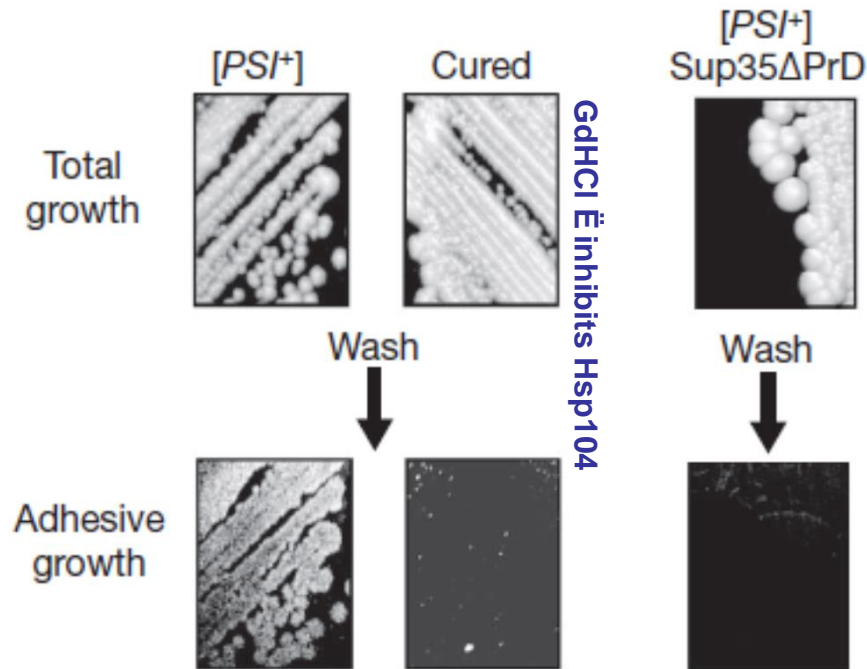 [PSI⁺]
Cured
[PSI⁺]
Sup35ΔPrD
Total
growth
GdHCl Ë inhibits Hsp104
Wash
Wash
Adhesive
growth